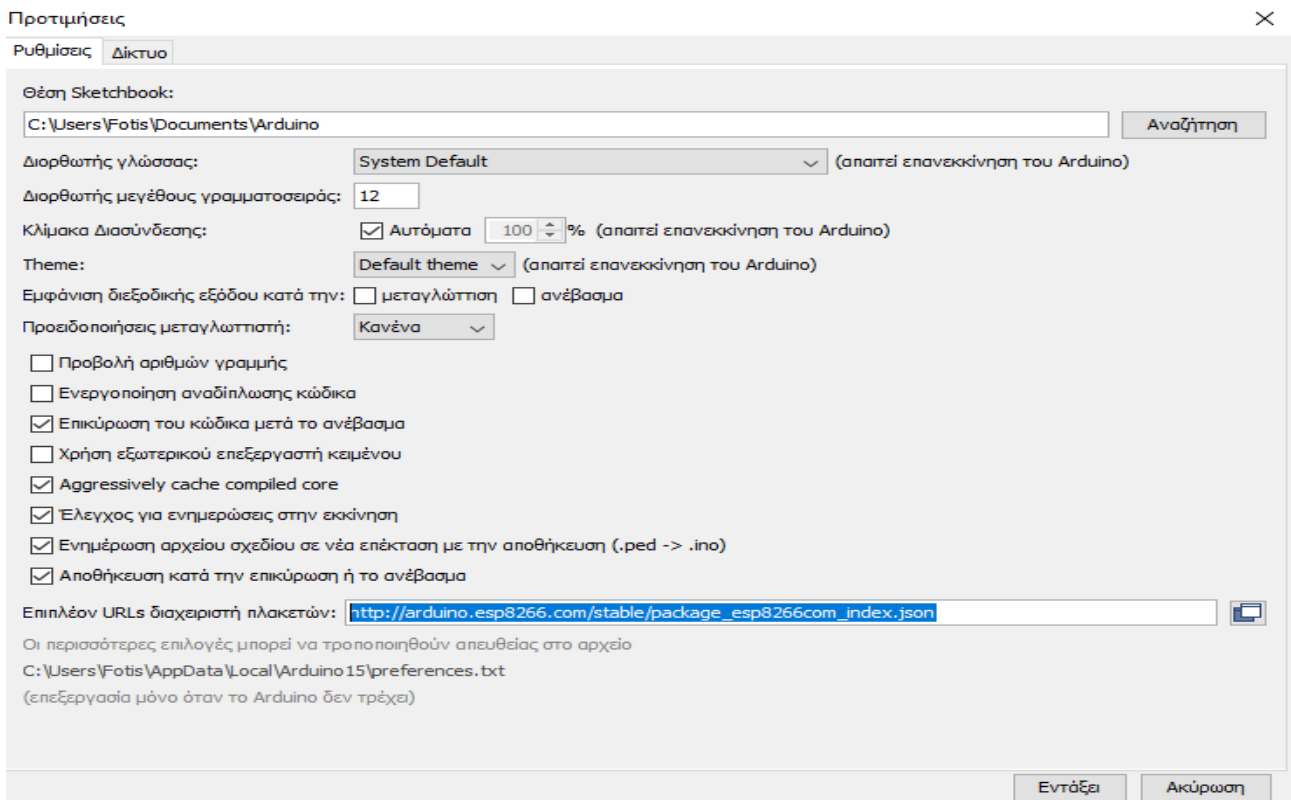 Προτιμήσεις
Ρυθμίσεις Δίκτυο
Θέση Sketchbook:
C:\Users\Fotis\Documents\Arduino Αναζήτηση
Διορθωτής γλώσσας: System Default (απαιτεί επανεκκίνηση του Arduino)
Διορθωτής μεγέθους γραμματοσειράς: 12
Κλίμακα Διασύνδεσης: Αυτόματα 100 % (απαιτεί επανεκκίνηση του Arduino)
Theme: Default theme (απαιτεί επανεκκίνηση του Arduino)
Εμφάνιση διεξοδικής εξόδου κατά την: μεταγλώττιση ανέβασμα
Προειδοποιήσεις μεταγλωττιστή: Κανένα
Προβολή αριθμών γραμμής
Ενεργοποίηση αναδίπλωσης κώδικα
Επικύρωση του κώδικα μετά το ανέβασμα
Χρήση εξωτερικού επεξεργαστή κειμένου
Aggressively cache compiled core
Έλεγχος για ενημερώσεις στην εκκίνηση
Ενημέρωση αρχείου σχεδίου σε νέα επέκταση με την αποθήκευση (.ped -> .ino)
Αποθήκευση κατά την επικύρωση ή το ανέβασμα
Επιπλέον URLs διαχειριστή πλακετών: http://arduino.esp8266.com/stable/package_esp8266com_index.json
Οι περισσότερες επιλογές μπορεί να τροποποιηθούν απευθείας στο αρχείο
C:\Users\Fotis\AppData\Local\Arduino15\preferences.txt
(επεξεργασία μόνο όταν το Arduino δεν τρέχει)
Εντάξει Ακύρωση